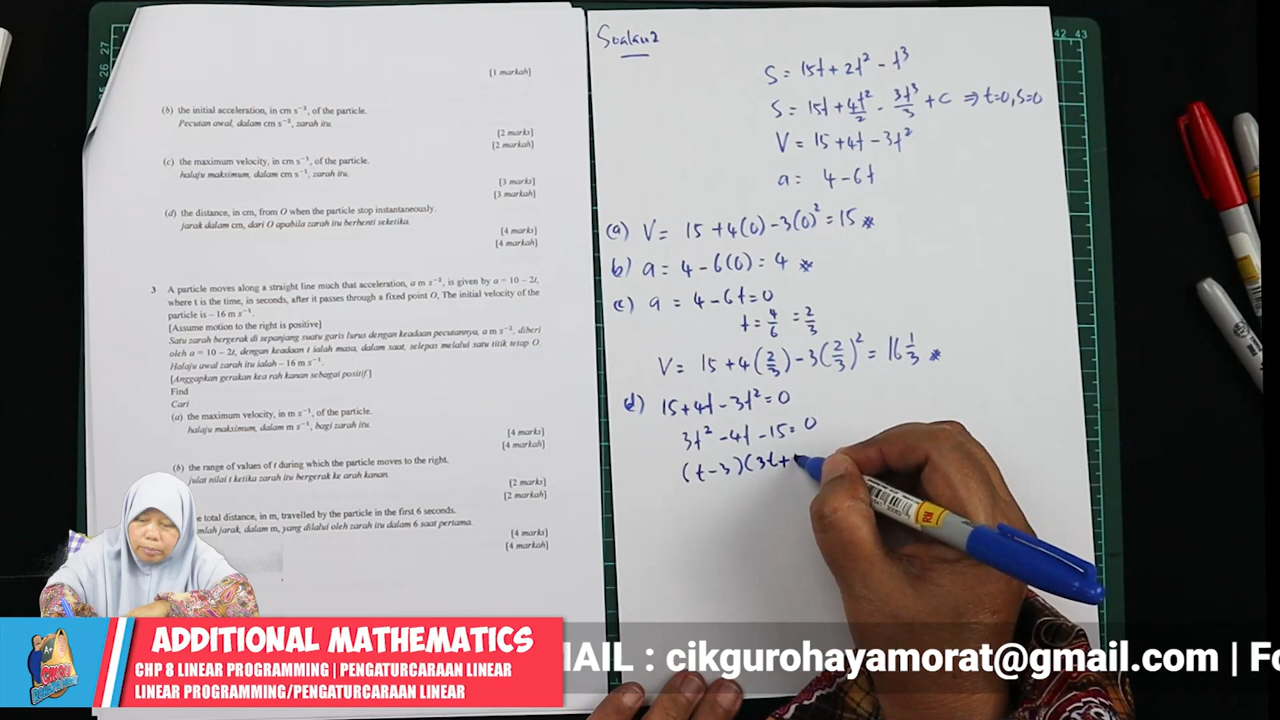 [1 markah]
(b) the initial acceleration, in cm s⁻², of the particle.
Pecutan awal, dalam cm s⁻², zarah itu.
[2 marks]
[2 markah]
(c) the maximum velocity, in cm s⁻¹, of the particle.
halaju maksimum, dalam cm s⁻¹, zarah itu.
[3 marks]
[3 markah]
(d) the distance, in cm, from O when the particle stop instantaneously.
jarak dalam cm, dari O apabila zarah itu berhenti seketika.
[4 marks]
[4 markah]
3 A particle moves along a straight line much that acceleration, a m s⁻², is given by a = 10 – 2t,
where t is the time, in seconds, after it passes through a fixed point O, The initial velocity of the
particle is – 16 m s⁻¹.
[Assume motion to the right is positive]
Satu zarah bergerak di sepanjang suatu garis lurus dengan keadaan pecutannya, a m s⁻², diberi
oleh a = 10 – 2t, dengan keadaan t ialah masa, dalam saat, selepas melalui satu titik tetap O.
Halaju awal zarah itu ialah – 16 m s⁻¹.
[Anggapkan gerakan kea rah kanan sebagai positif]
Find
Cari
(a) the maximum velocity, in m s⁻¹, of the particle.
halaju maksimum, dalam m s⁻¹, bagi zarah itu.
[4 marks]
[4 markah]
(b) the range of values of t during which the particle moves to the right.
julat nilai t ketika zarah itu bergerak ke arah kanan.
[2 marks]
[2 markah]
total distance, in m, travelled by the particle in the first 6 seconds.
jarak, dalam m, yang dilalui oleh zarah itu dalam 6 saat pertama.
[4 marks]
[4 markah]
Soalan 2
S = 15t + 2t² - t³
S = 15t + 4t²/2 - 3t³/3 + C ⇒ t=0, S=0
V = 15 + 4t - 3t²
a = 4 - 6t
(a) V = 15 + 4(0) - 3(0)² = 15 *
b) a = 4 - 6(0) = 4 *
c) a = 4 - 6t = 0
t = 4/6 = 2/3
V = 15 + 4(2/3) - 3(2/3)² = 16 1/3 *
d) 15 + 4t - 3t² = 0
3t² - 4t - 15 = 0
(t - 3)(3t +
27 26 25
42 43
ADDITIONAL MATHEMATICS
CHP 8 LINEAR PROGRAMMING | PENGATURCARAAN LINEAR
LINEAR PROGRAMMING/PENGATURCARAAN LINEAR
MAIL : cikgurohayamorat@gmail.com | Fo